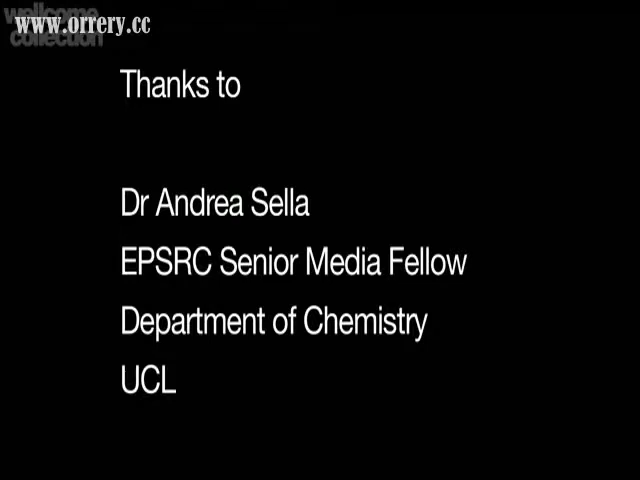 wellcome
collection
www.orrery.cc
Thanks to
Dr Andrea Sella
EPSRC Senior Media Fellow
Department of Chemistry
UCL